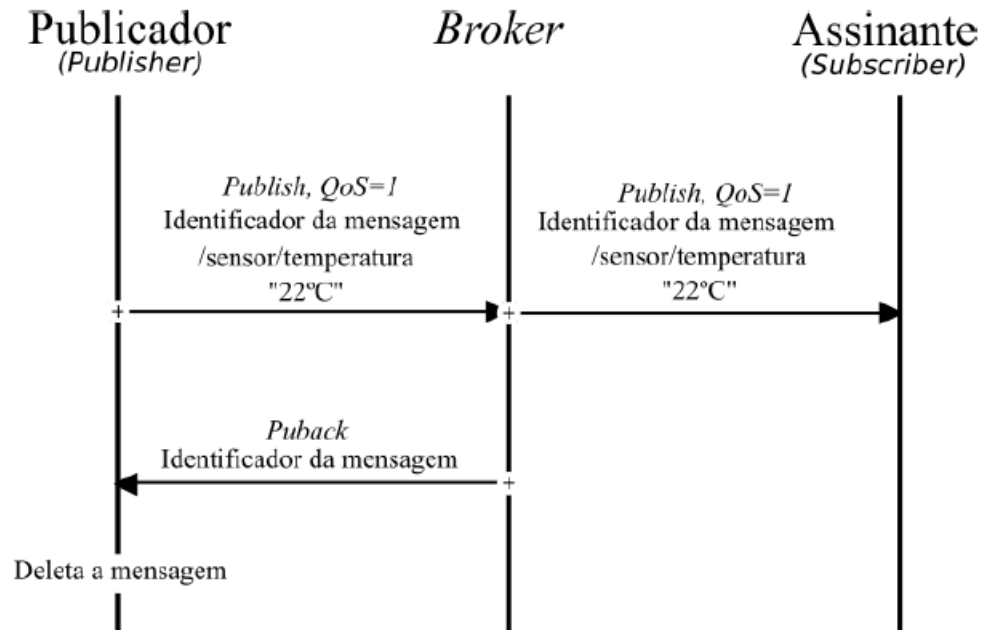 Publicador
(Publisher)
Broker
Assinante
(Subscriber)
Publish, QoS=1
Identificador da mensagem
/sensor/temperatura
"22ºC"
Publish, QoS=1
Identificador da mensagem
/sensor/temperatura
"22ºC"
Puback
Identificador da mensagem
Deleta a mensagem